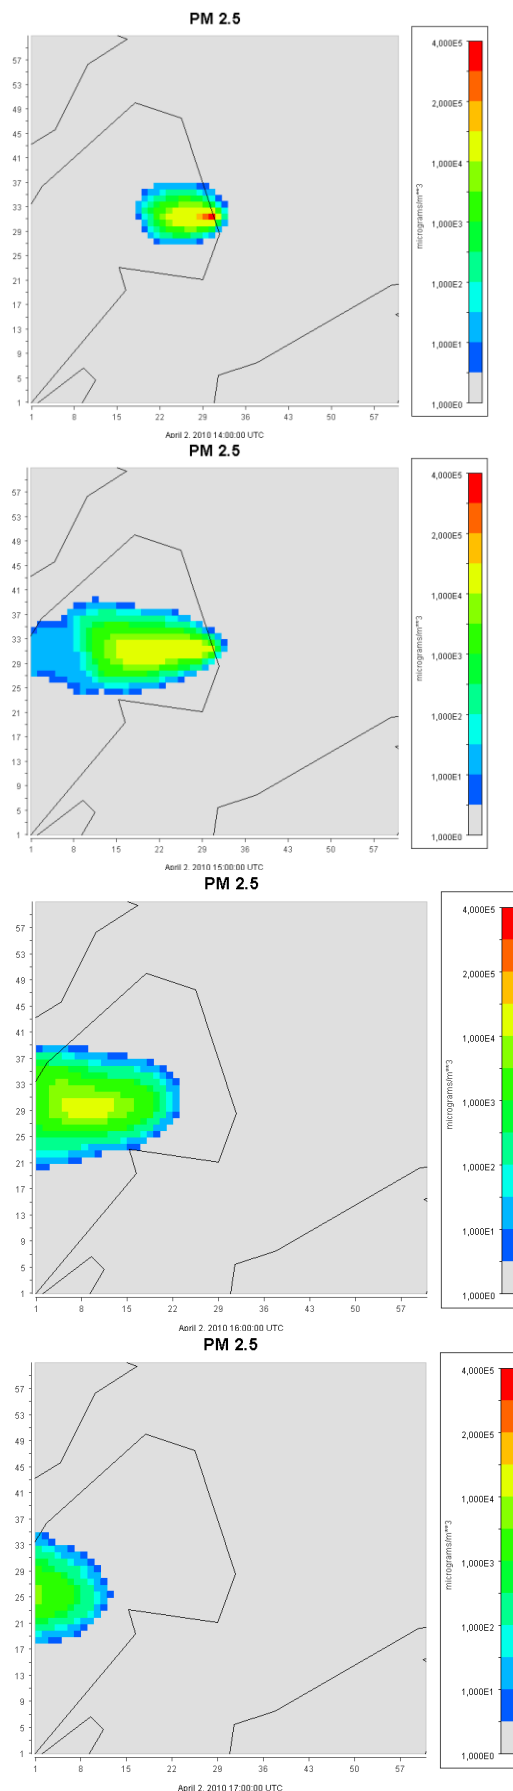 PM 2.5
57
53
49
45
41
37
33
29
25
21
17
13
9
5
1
1 8 15 22 29 36 43 50 57
April 2, 2010 14:00:00 UTC
4,000E5
2,000E5
1,000E4
1,000E3
1,000E2
1,000E1
1,000E0
micrograms/m**3
PM 2.5
57
53
49
45
41
37
33
29
25
21
17
13
9
5
1
1 8 15 22 29 36 43 50 57
April 2, 2010 15:00:00 UTC
4,000E5
2,000E5
1,000E4
1,000E3
1,000E2
1,000E1
1,000E0
micrograms/m**3
PM 2.5
57
53
49
45
41
37
33
29
25
21
17
13
9
5
1
1 8 15 22 29 36 43 50 57
April 2, 2010 16:00:00 UTC
4,000E5
2,000E5
1,000E4
1,000E3
1,000E2
1,000E1
1,000E0
micrograms/m**3
PM 2.5
57
53
49
45
41
37
33
29
25
21
17
13
9
5
1
1 8 15 22 29 36 43 50 57
April 2, 2010 17:00:00 UTC
4,000E5
2,000E5
1,000E4
1,000E3
1,000E2
1,000E1
1,000E0
micrograms/m**3